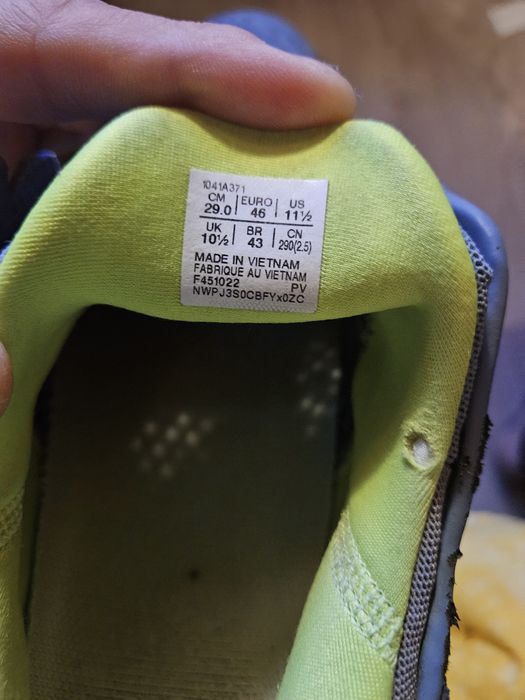 1041A371
CM EURO US
29.0 46 11½
UK BR CN
10½ 43 290(2.5)
MADE IN VIETNAM
FABRIQUE AU VIETNAM
F451022 PV
NWPJ3S0CBFYx0ZC